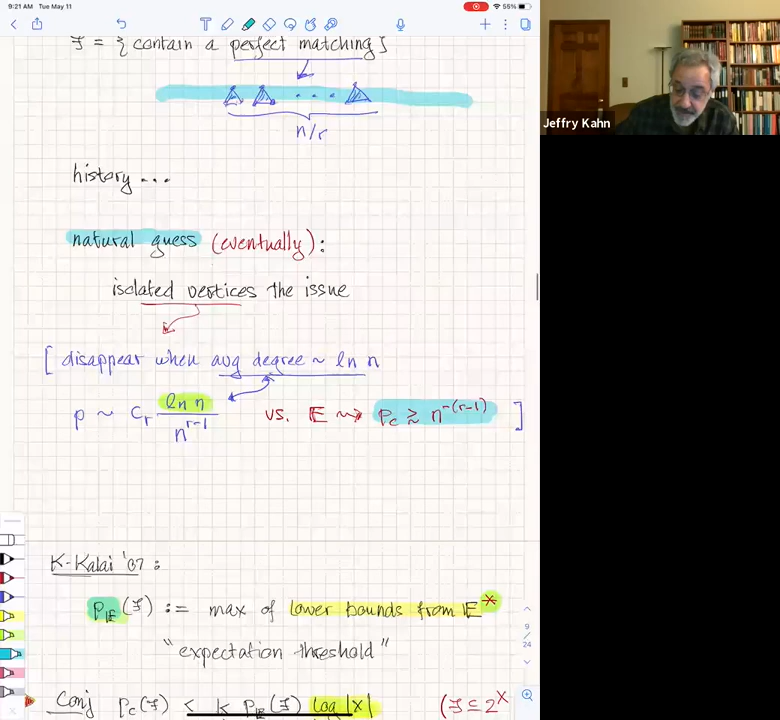 9:21 AM Tue May 11
55%
ℱ = { contain a perfect matching }
...
n/r
history ...
natural guess (eventually):
isolated vertices the issue
[ disappear when avg degree ~ ln n
p ~ C_r ln n / n^{r-1} vs. 𝔼 ⇝ p_c ≳ n^{-(r-1)} ]
K-Kalai '07:
p_𝔼(ℱ) := max of lower bounds from 𝔼*
"expectation threshold"
Conj p_c(ℱ) < K p_𝔼(ℱ) log |X| (ℱ ⊆ 2^X
9
24
Jeffry Kahn